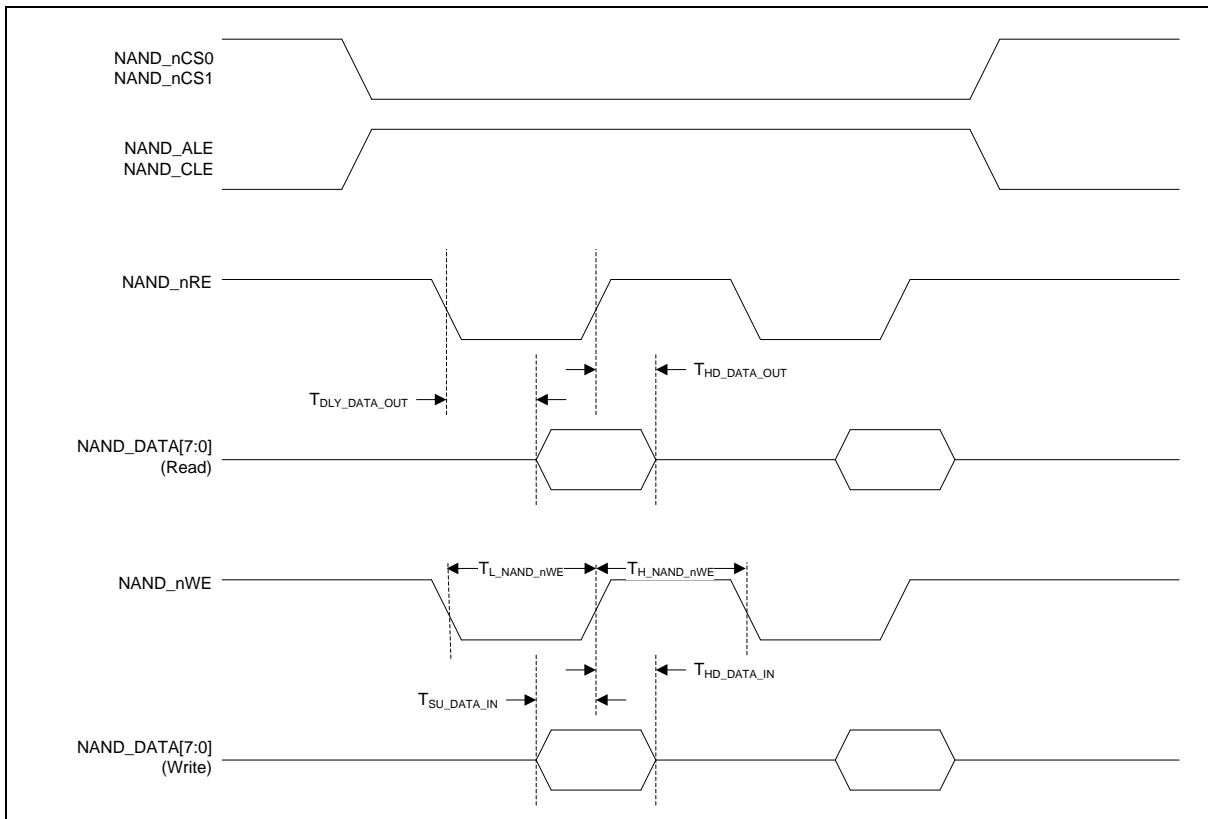 NAND_nCS0
NAND_nCS1
NAND_ALE
NAND_CLE
NAND_nRE
T_HD_DATA_OUT
T_DLY_DATA_OUT
NAND_DATA[7:0]
(Read)
T_L_NAND_nWE
T_H_NAND_nWE
NAND_nWE
T_HD_DATA_IN
T_SU_DATA_IN
NAND_DATA[7:0]
(Write)